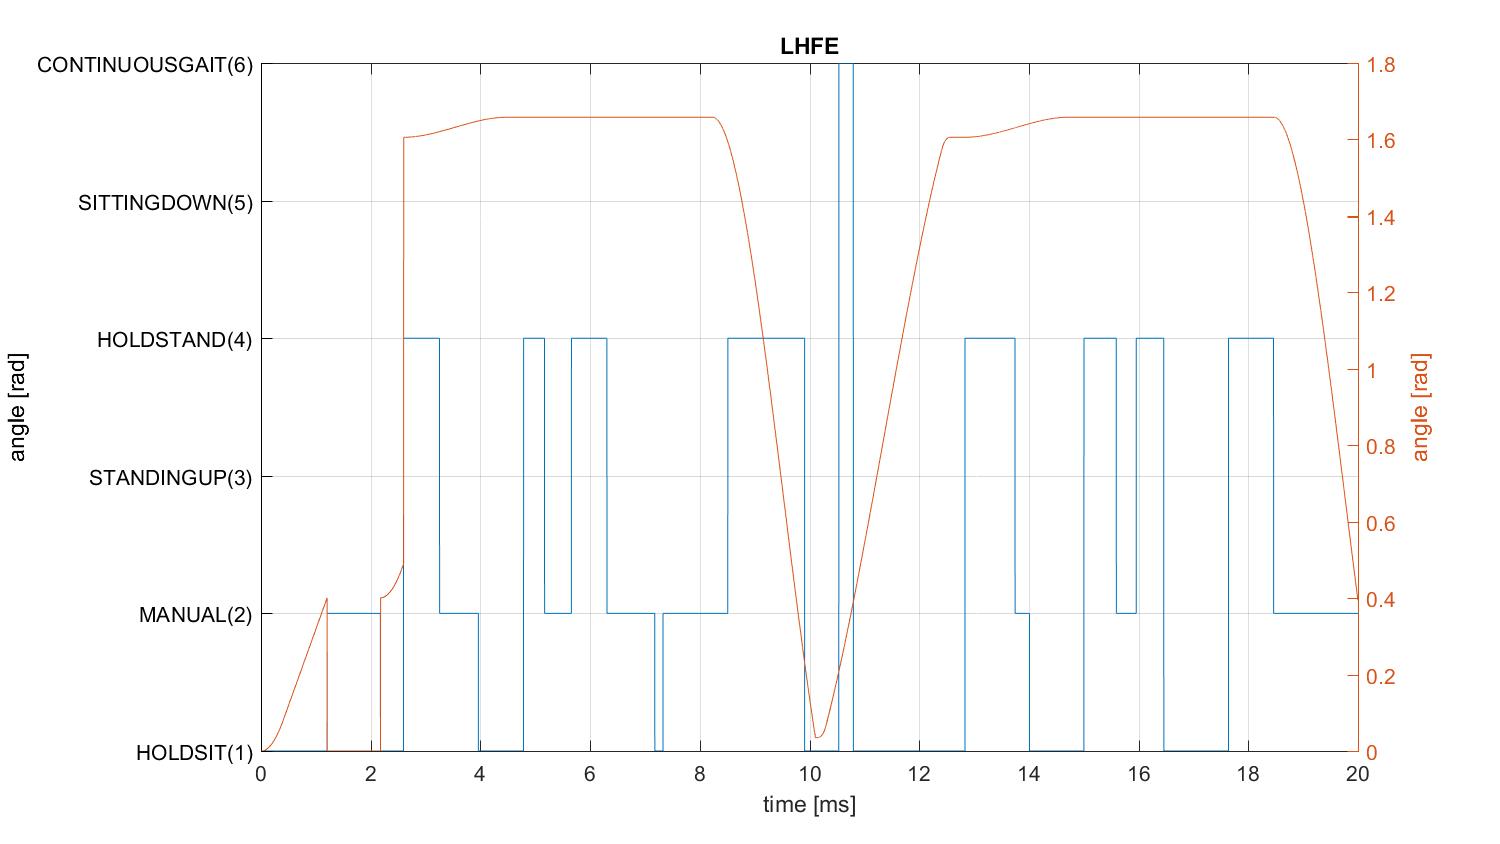 LHFE
CONTINUOUSGAIT(6)
SITTINGDOWN(5)
HOLDSTAND(4)
STANDINGUP(3)
MANUAL(2)
HOLDSIT(1)
angle [rad]
1.8
1.6
1.4
1.2
1
0.8
0.6
0.4
0.2
0
angle [rad]
0 2 4 6 8 10 12 14 16 18 20
time [ms]